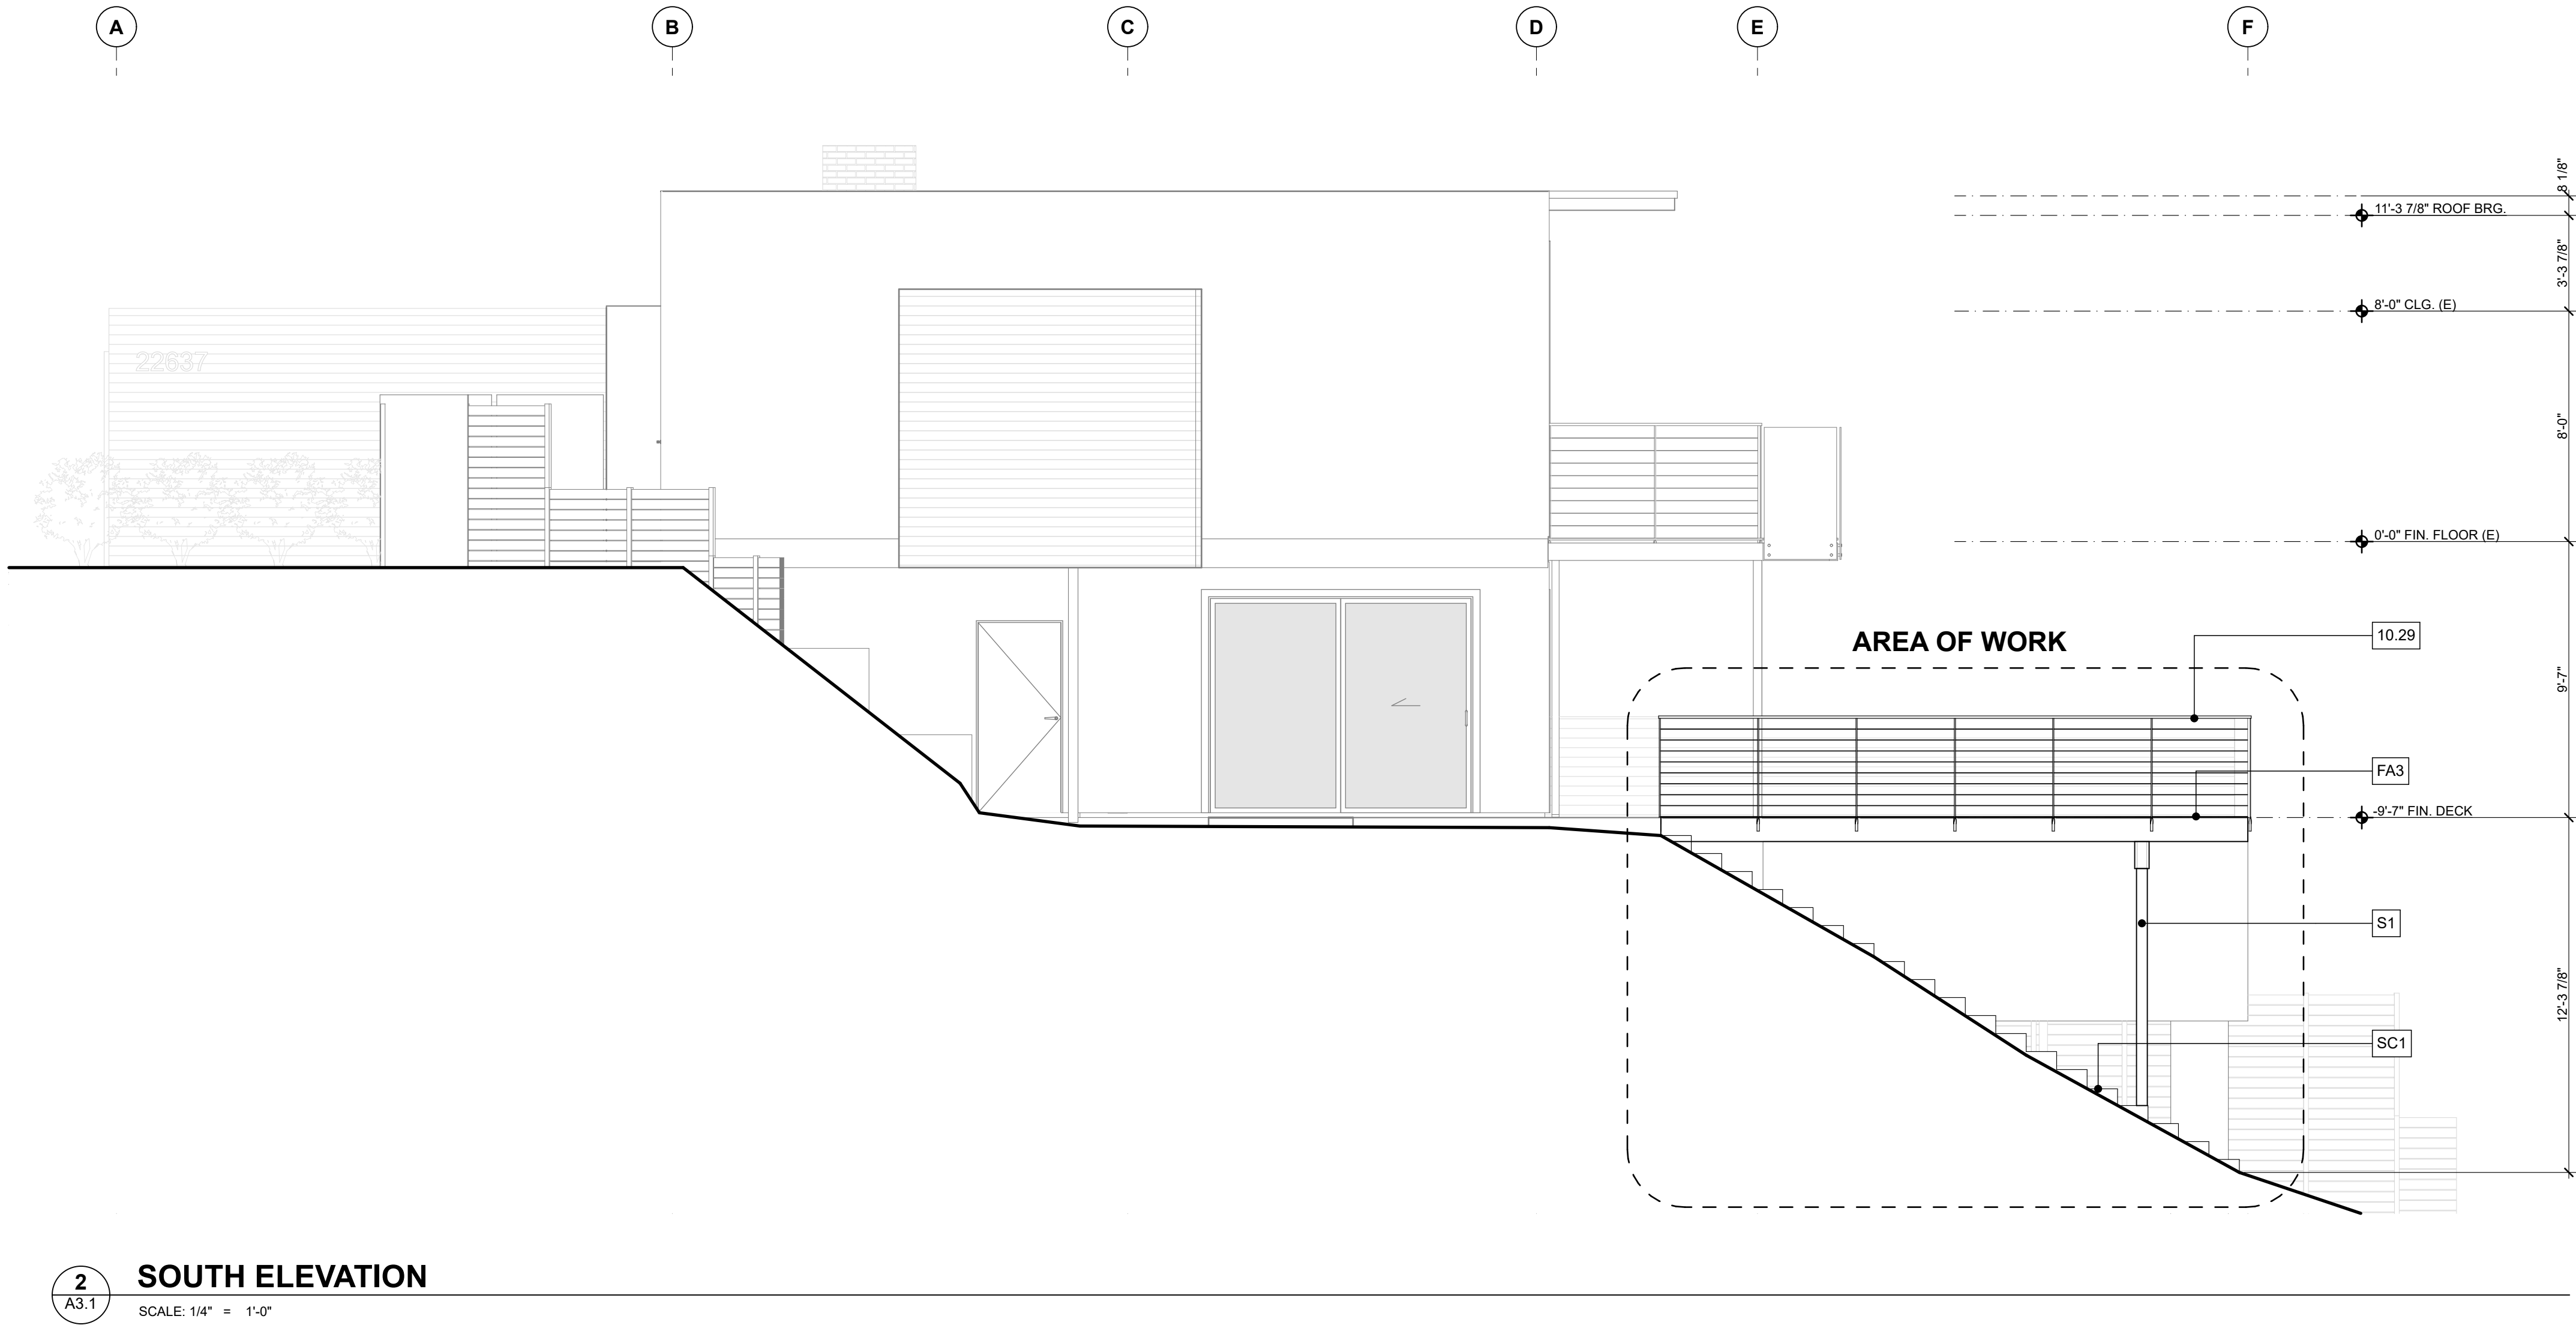 A
B
C
D
E
F
8 1/8"
11'-3 7/8" ROOF BRG.
3'-3 7/8"
8'-0" CLG. (E)
22637
8'-0"
0'-0" FIN. FLOOR (E)
AREA OF WORK
10.29
9'-7"
FA3
-9'-7" FIN. DECK
S1
12'-3 7/8"
SC1
2
A3.1
SOUTH ELEVATION
SCALE: 1/4" = 1'-0"